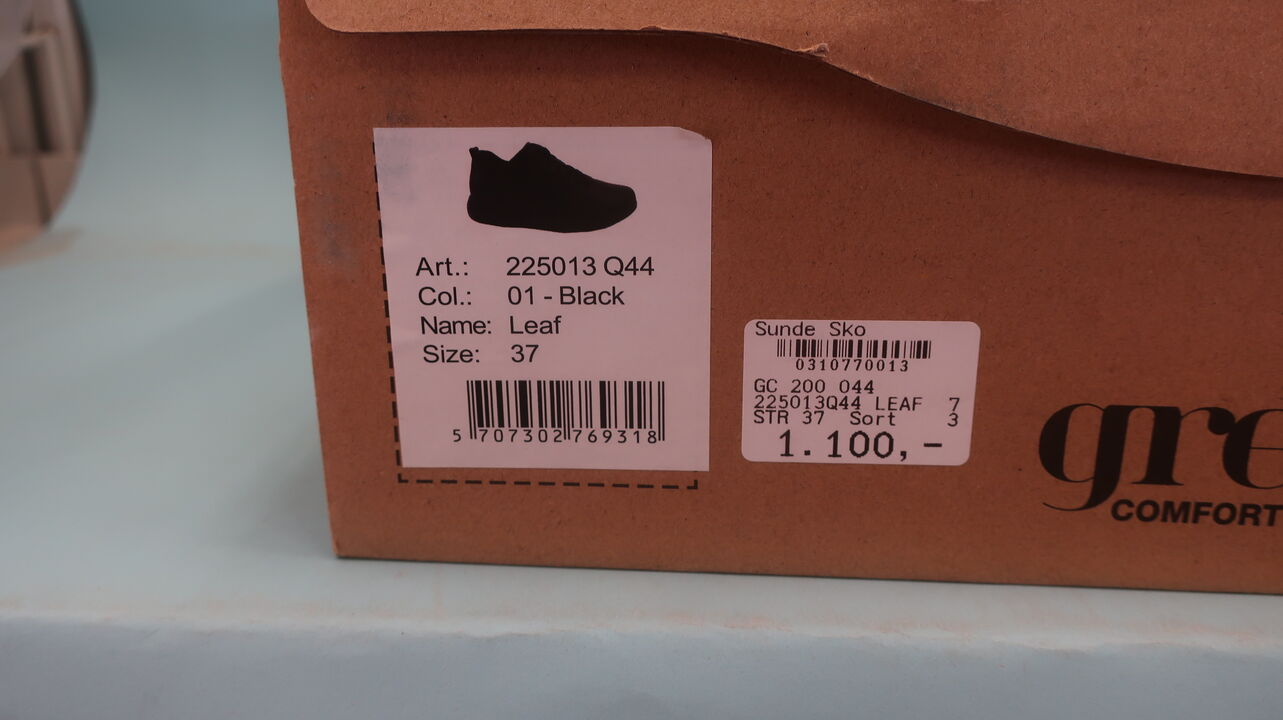 Art.: 225013 Q44
Col.: 01 - Black
Name: Leaf
Size: 37
5 707302 769318
Sunde Sko
0310770013
GC 200 044
225013Q44 LEAF 7
STR 37 Sort 3
1.100,-
gre
COMFORT